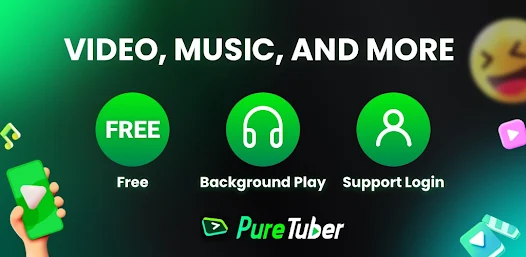 VIDEO, MUSIC, AND MORE
FREE
Free
Background Play
Support Login
PureTuber